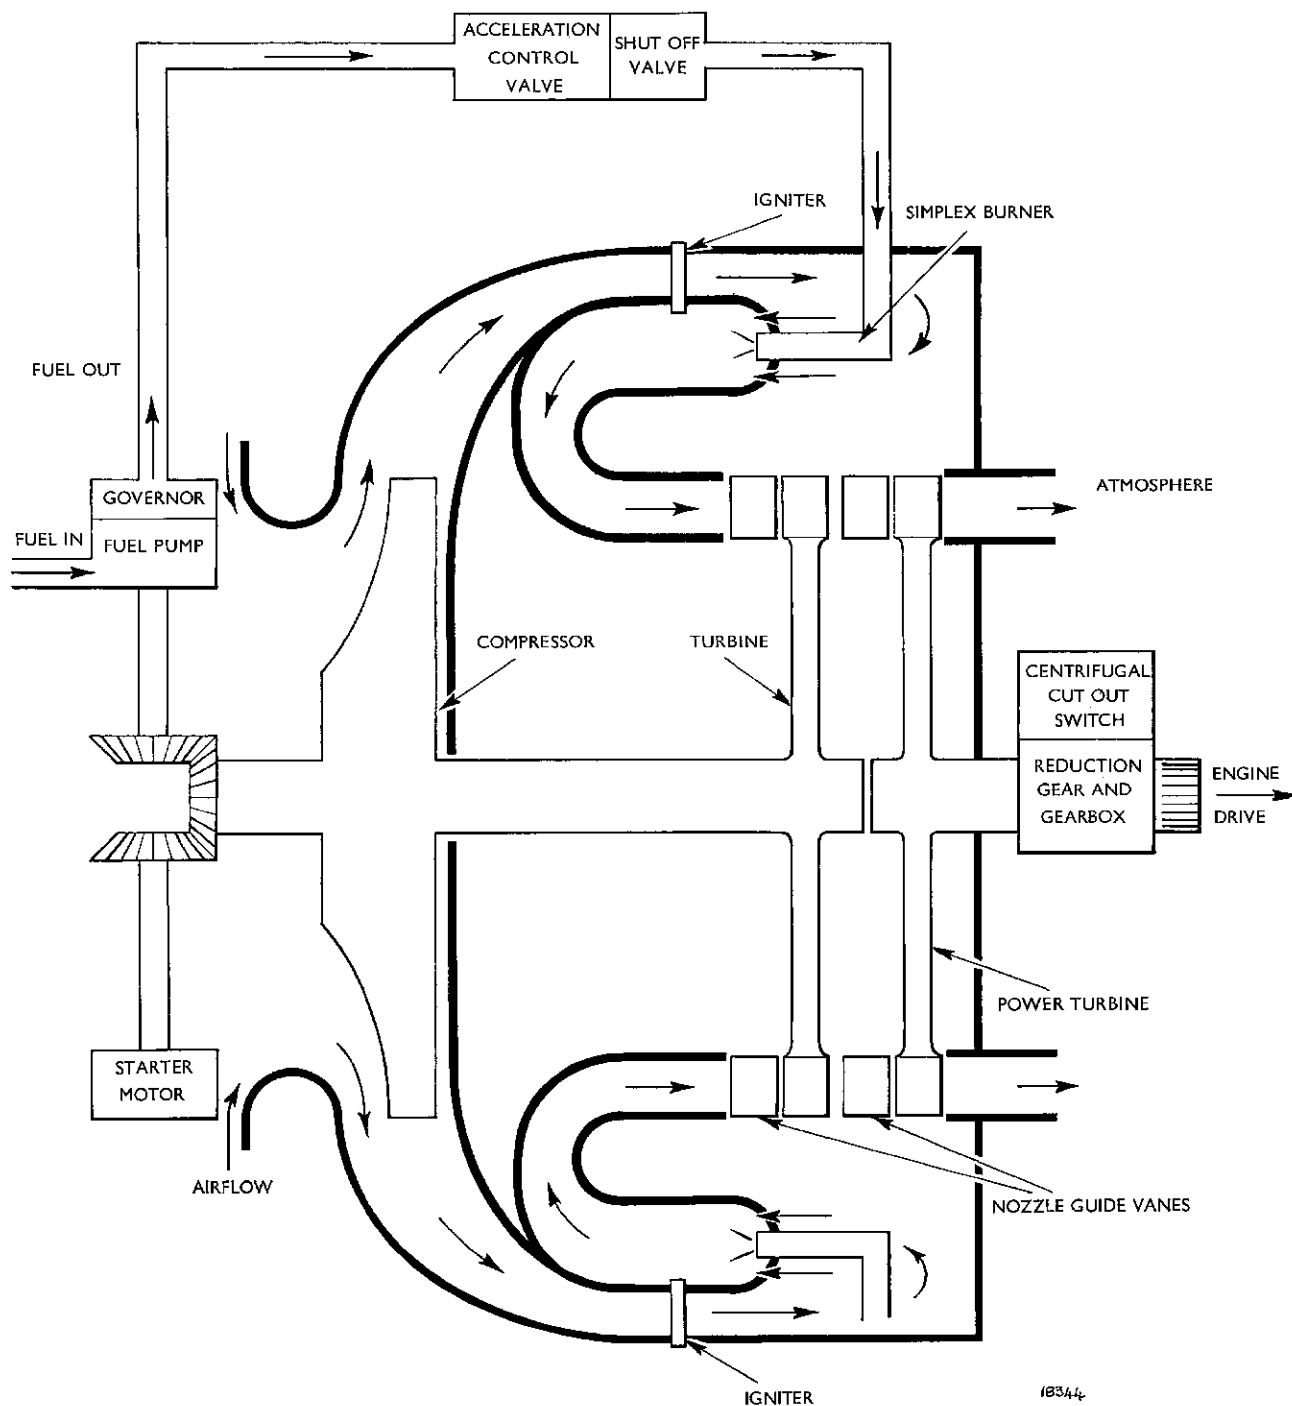 ACCELERATION
CONTROL
VALVE
SHUT OFF
VALVE
IGNITER
SIMPLEX BURNER
FUEL OUT
GOVERNOR
FUEL IN
FUEL PUMP
ATMOSPHERE
COMPRESSOR
TURBINE
CENTRIFUGAL
CUT OUT
SWITCH
REDUCTION
GEAR AND
GEARBOX
ENGINE
DRIVE
POWER TURBINE
STARTER
MOTOR
AIRFLOW
NOZZLE GUIDE VANES
IGNITER
18344